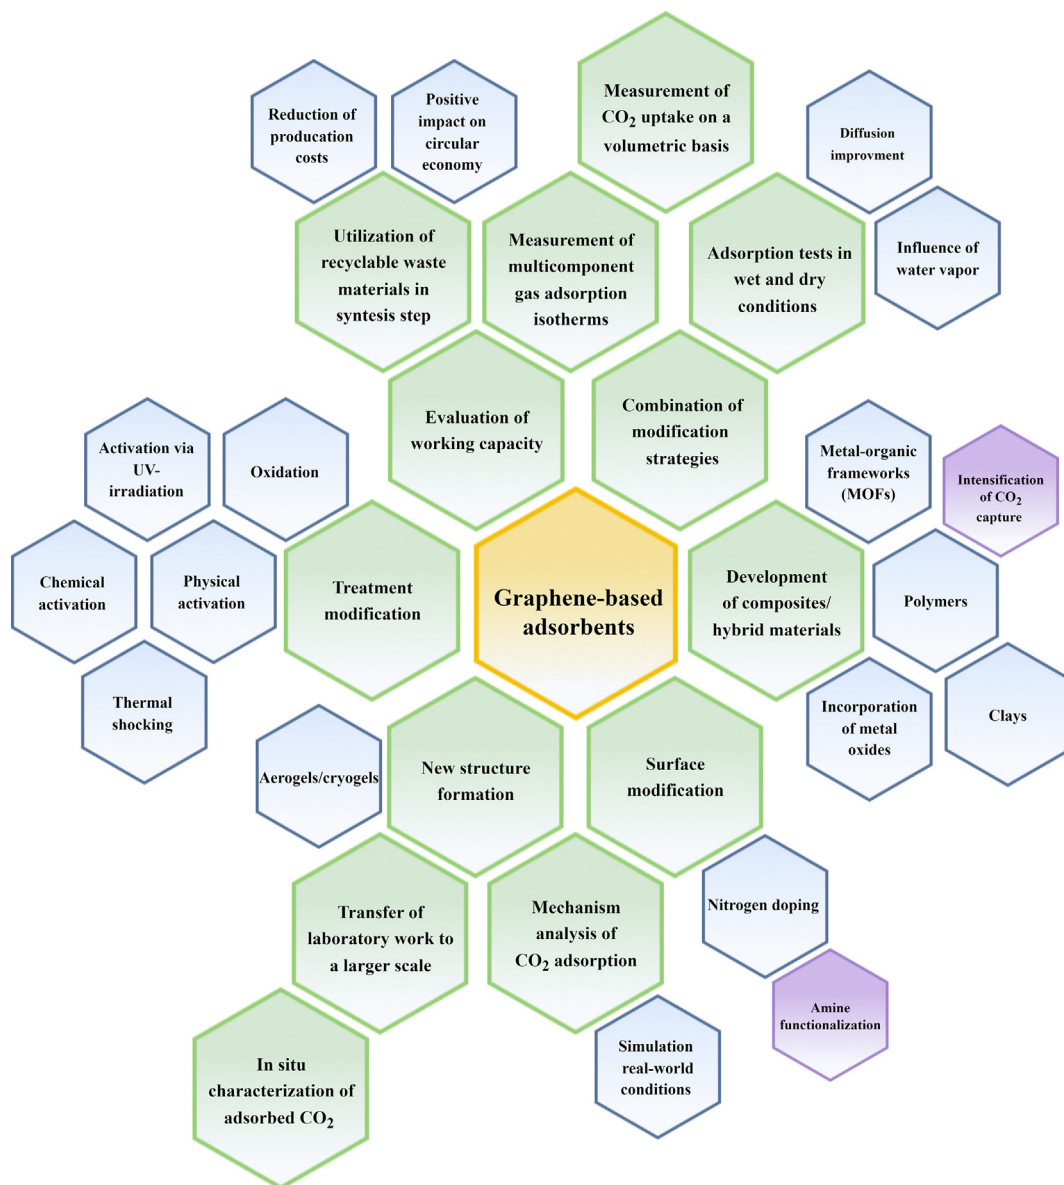 Measurement of
CO2 uptake on a
volumetric basis
Reduction of
producation
costs
Positive
impact on
circular
economy
Diffusion
improvment
Utilization of
recyclable waste
materials in
syntesis step
Measurement of
multicomponent
gas adsorption
isotherms
Adsorption tests in
wet and dry
conditions
Influence of
water vapor
Evaluation of
working capacity
Combination of
modification
strategies
Activation via
UV-
irradiation
Oxidation
Metal-organic
frameworks
(MOFs)
Intensification
of CO2
capture
Chemical
activation
Physical
activation
Treatment
modification
Graphene-based
adsorbents
Development
of composites/
hybrid materials
Polymers
Thermal
shocking
Aerogels/cryogels
New structure
formation
Surface
modification
Incorporation
of metal
oxides
Clays
Transfer of
laboratory work to
a larger scale
Mechanism
analysis of
CO2 adsorption
Nitrogen doping
Amine
functionalization
In situ
characterization of
adsorbed CO2
Simulation
real-world
conditions